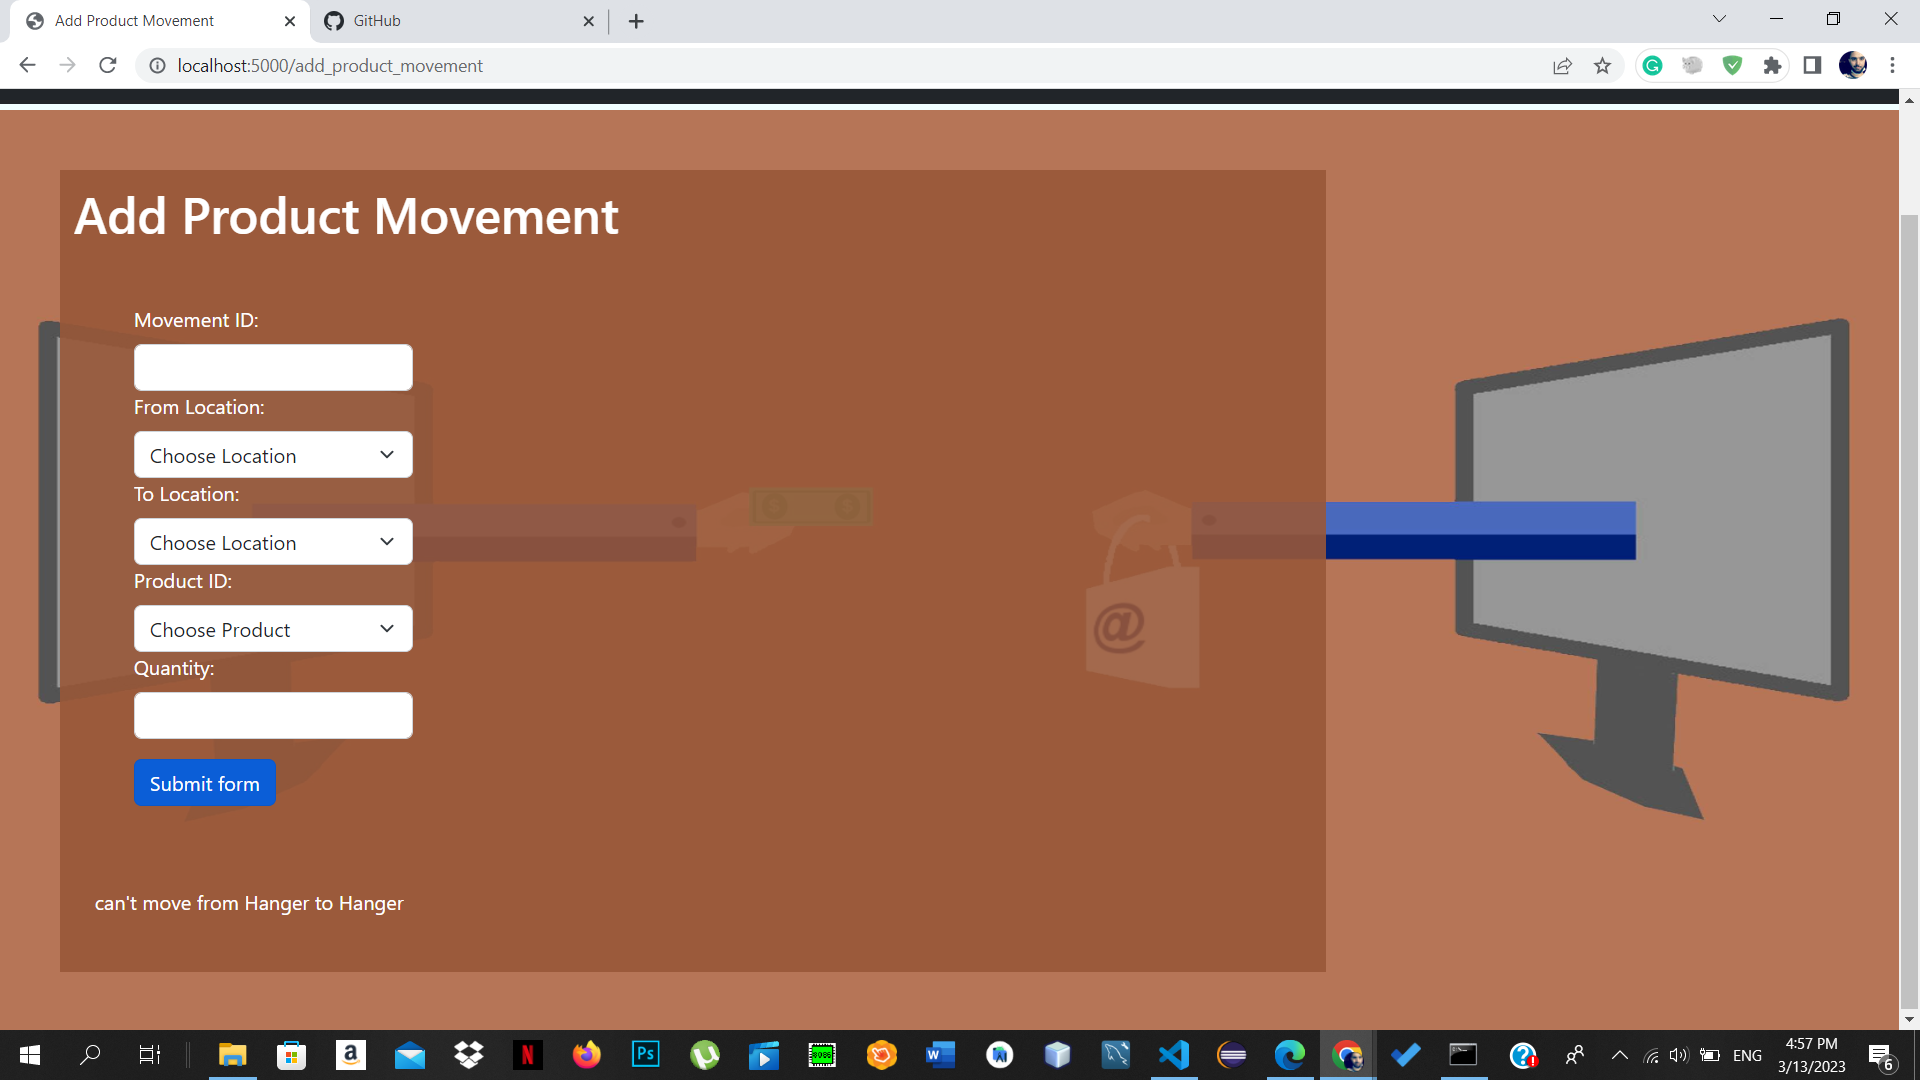 Add Product Movement
GitHub
localhost:5000/add_product_movement
Add Product Movement
Movement ID:
From Location:
Choose Location
To Location:
Choose Location
@
Product ID:
Choose Product
Quantity:
Submit form
can't move from Hanger to Hanger
ENG
4:57 PM
3/13/2023
6
a
N
Ps
8086
W